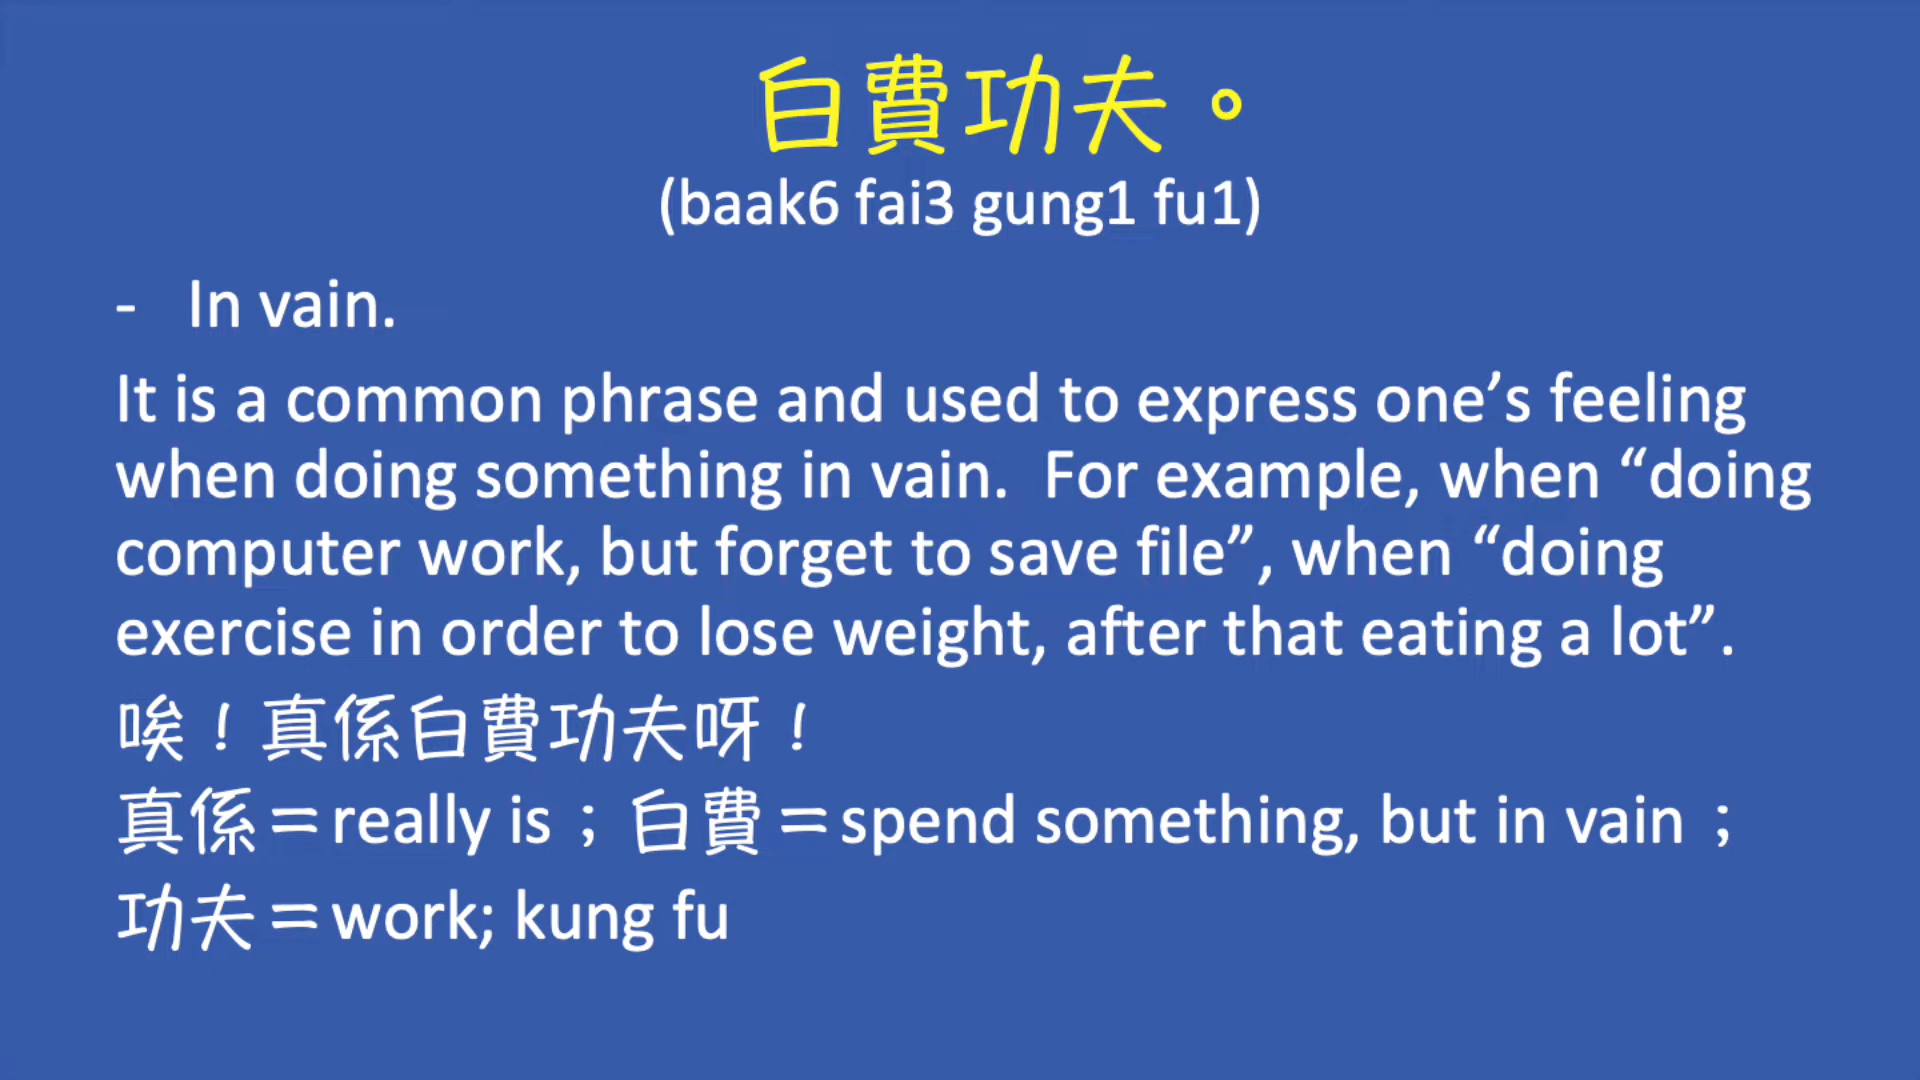 白費功夫。
(baak6 fai3 gung1 fu1)
- In vain.
It is a common phrase and used to express one’s feeling
when doing something in vain. For example, when “doing
computer work, but forget to save file”, when “doing
exercise in order to lose weight, after that eating a lot”.
唉！真係白費功夫呀！
真係＝really is；白費＝spend something, but in vain；
功夫＝work; kung fu